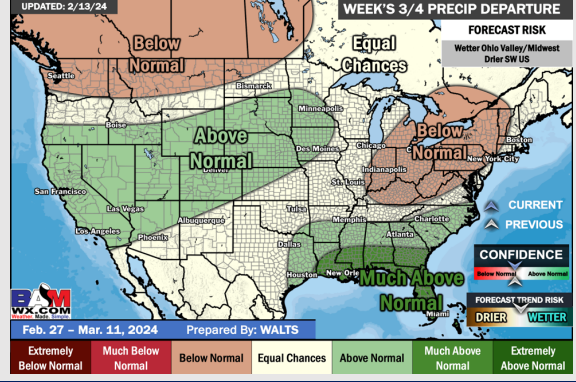 UPDATED: 2/13/24
WEEK'S 3/4 PRECIP DEPARTURE
FORECAST RISK
Wetter Ohio Valley/Midwest
Drier SW US
Below
Normal
Equal
Chances
Seattle
Bismarck
Minneapolis
Boise
Above
Normal
Below
Normal
Boston
Des Moines
Chicago
New York City
Indianapolis
St. Louis
San Francisco
Las Vegas
Los Angeles
Phoenix
Albuquerque
Tulsa
Memphis
Charlotte
Atlanta
Dallas
Houston
New Orle
Much Above
Normal
Miami
CURRENT
PREVIOUS
CONFIDENCE
Below Normal
Above Normal
FORECAST TREND RISK
DRIER
WETTER
BAM
WX.COM
Weather. Made. Simple.
Feb. 27 – Mar. 11, 2024
Prepared By: WALTS
Extremely
Below Normal
Much Below
Normal
Below Normal
Equal Chances
Above Normal
Much Above
Normal
Extremely
Above Normal